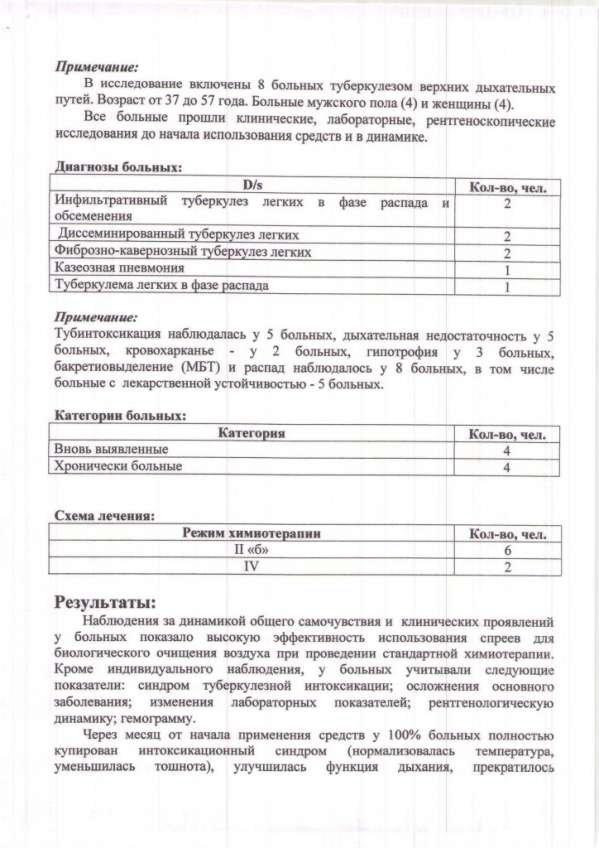 Примечание:
В исследование включены 8 больных туберкулезом верхних дыхательных
путей. Возраст от 37 до 57 года. Больные мужского пола (4) и женщины (4).
Все больные прошли клинические, лабораторные, рентгеноскопические
исследования до начала использования средств и в динамике.
Диагнозы больных:
D/s Кол-во, чел.
Инфильтративный туберкулез легких в фазе распада и 2
обсеменения
Диссеминированный туберкулез легких 2
Фиброзно-кавернозный туберкулез легких 2
Казеозная пневмония 1
Туберкулема легких в фазе распада 1
Примечание:
Тубинтоксикация наблюдалась у 5 больных, дыхательная недостаточность у 5
больных, кровохарканье - у 2 больных, гипотрофия у 3 больных,
бакретиовыделение (МБТ) и распад наблюдалось у 8 больных, в том числе
больные с лекарственной устойчивостью - 5 больных.
Категории больных:
Категория Кол-во, чел.
Вновь выявленные 4
Хронически больные 4
Схема лечения:
Режим химиотерапии Кол-во, чел.
II «б» 6
IV 2
Результаты:
Наблюдения за динамикой общего самочувствия и клинических проявлений
у больных показало высокую эффективность использования спреев для
биологического очищения воздуха при проведении стандартной химиотерапии.
Кроме индивидуального наблюдения, у больных учитывали следующие
показатели: синдром туберкулезной интоксикации; осложнения основного
заболевания; изменения лабораторных показателей; рентгенологическую
динамику; гемограмму.
Через месяц от начала применения средств у 100% больных полностью
купирован интоксикационный синдром (нормализовалась температура,
уменьшилась тошнота), улучшилась функция дыхания, прекратилось